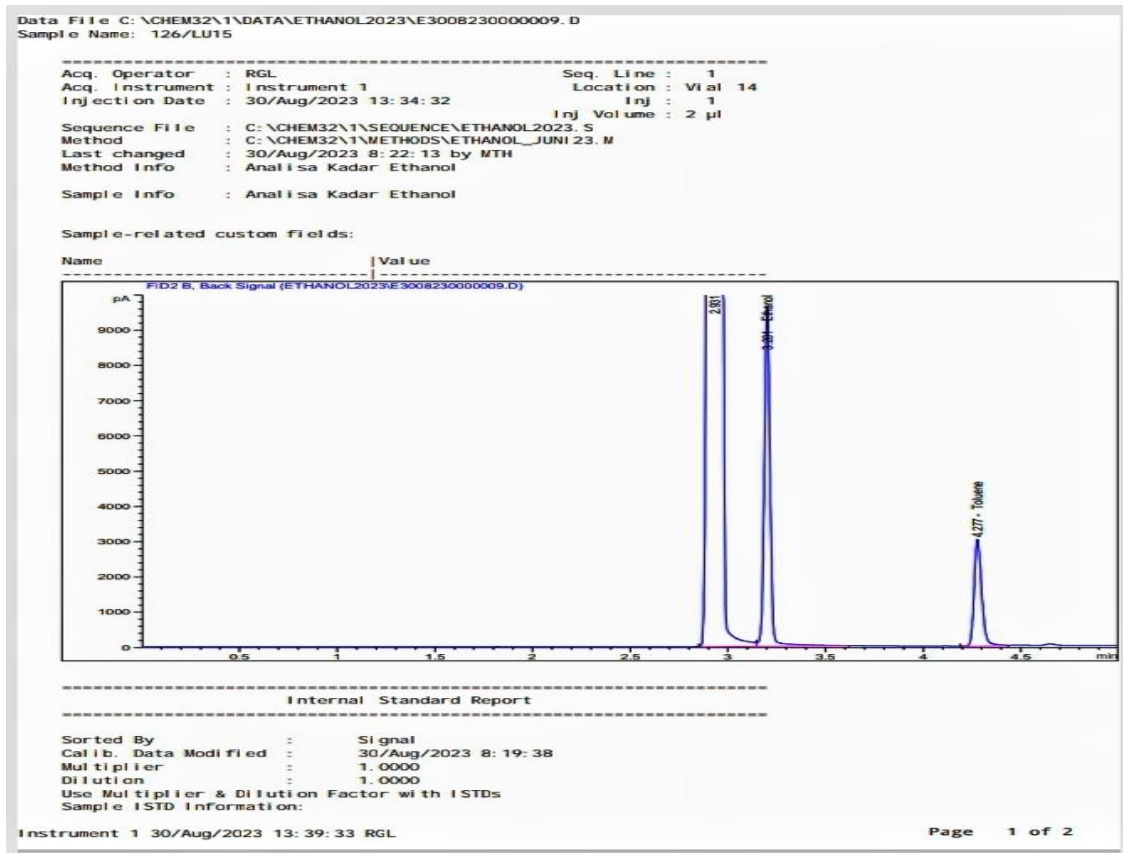 Data File C:\CHEM32\1\DATA\ETHANOL2023\E3008230000009.D
Sample Name: 126/LU15
Acq. Operator : RGL Seq. Line : 1
Acq. Instrument : Instrument 1 Location : Vial 14
Injection Date : 30/Aug/2023 13:34:32 Inj : 1
Inj Volume : 2 µl
Sequence File : C:\CHEM32\1\SEQUENCE\ETHANOL2023.S
Method : C:\CHEM32\1\METHODS\ETHANOL_JUNI23.M
Last changed : 30/Aug/2023 8:22:13 by MTH
Method Info : Analisa Kadar Ethanol
Sample Info : Analisa Kadar Ethanol
Sample-related custom fields:
Name |Value
FID2 B, Back Signal (ETHANOL2023\E3008230000009.D)
pA
9000
8000
7000
6000
5000
4000
3000
2000
1000
0
2.931
Ethanol
4.277 - Toluene
0.5 1 1.5 2 2.5 3 3.5 4 4.5 min
Internal Standard Report
Sorted By : Signal
Calib. Data Modified : 30/Aug/2023 8:19:38
Multiplier : 1.0000
Dilution : 1.0000
Use Multiplier & Dilution Factor with ISTDs
Sample ISTD Information:
Instrument 1 30/Aug/2023 13:39:33 RGL Page 1 of 2